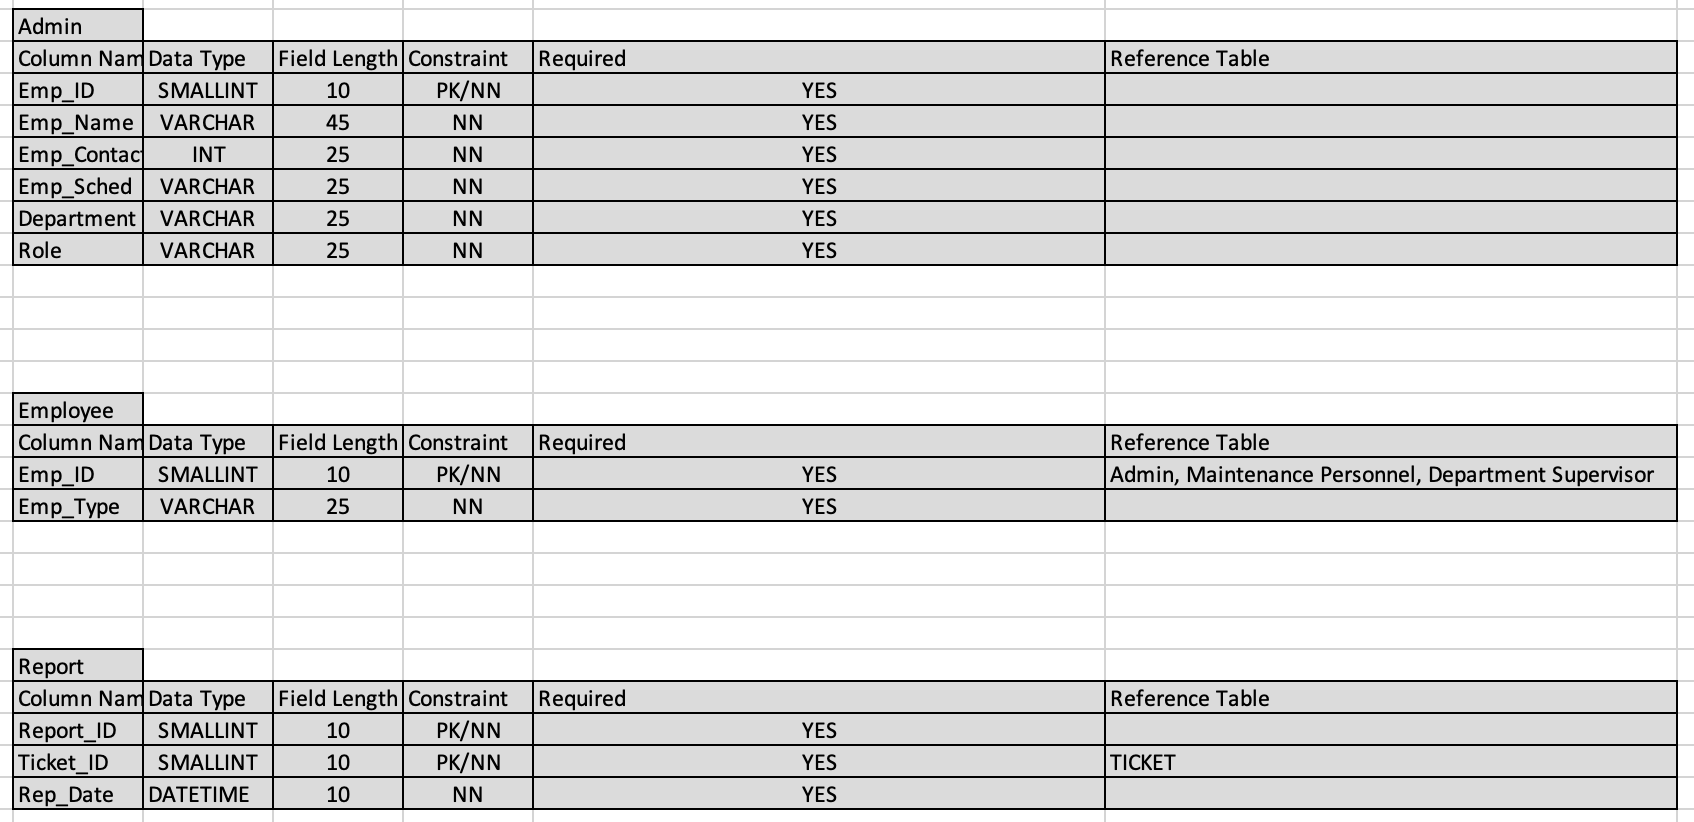 Admin
Column Nam Data Type Field Length Constraint Required Reference Table
Emp_ID SMALLINT 10 PK/NN YES
Emp_Name VARCHAR 45 NN YES
Emp_Contac INT 25 NN YES
Emp_Sched VARCHAR 25 NN YES
Department VARCHAR 25 NN YES
Role VARCHAR 25 NN YES
Employee
Column Nam Data Type Field Length Constraint Required Reference Table
Emp_ID SMALLINT 10 PK/NN YES Admin, Maintenance Personnel, Department Supervisor
Emp_Type VARCHAR 25 NN YES
Report
Column Nam Data Type Field Length Constraint Required Reference Table
Report_ID SMALLINT 10 PK/NN YES
Ticket_ID SMALLINT 10 PK/NN YES TICKET
Rep_Date DATETIME 10 NN YES